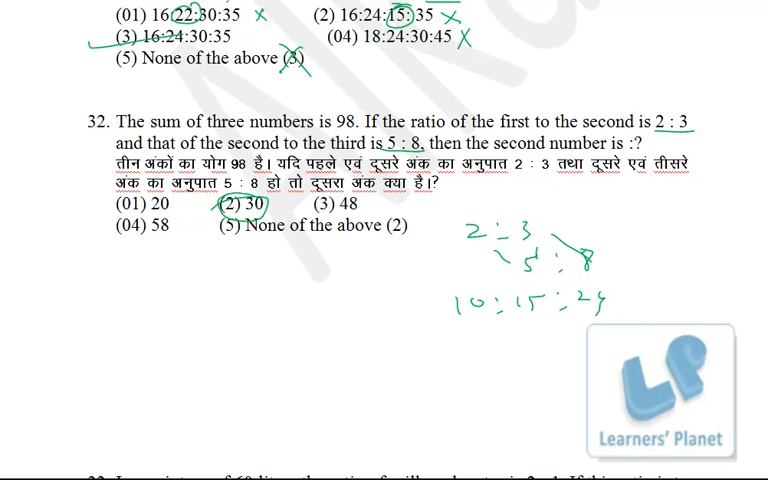 (01) 16:22:30:35 x (2) 16:24:15:35 x
(3) 16:24:30:35 (04) 18:24:30:45 x
(5) None of the above (3)
32. The sum of three numbers is 98. If the ratio of the first to the second is 2 : 3
and that of the second to the third is 5 : 8, then the second number is :?
तीन अंकों का योग 98 है। यदि पहले एवं दूसरे अंक का अनुपात 2 : 3 तथा दूसरे एवं तीसरे
अंक का अनुपात 5 : 8 हो तो दूसरा अंक क्या है।?
(01) 20 (2) 30 (3) 48
(04) 58 (5) None of the above (2)
2 : 3
5 : 8
10 : 15 : 24
LP
Learners' Planet